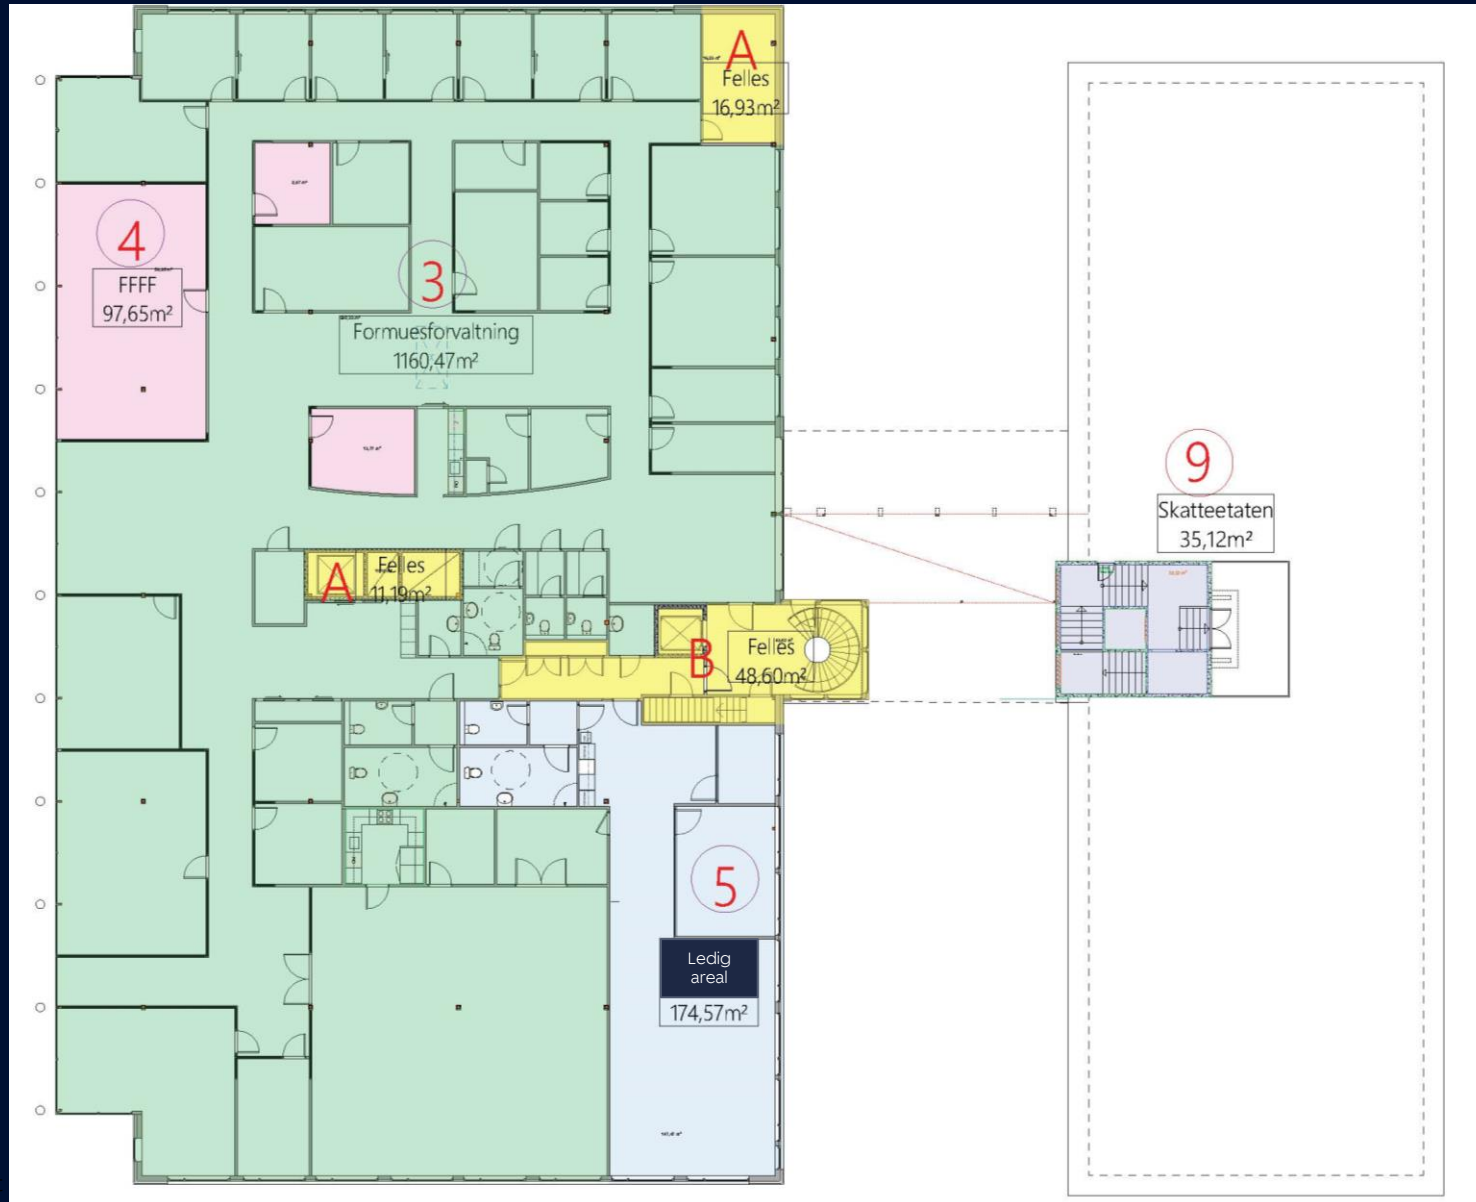 A
Felles
16,93m²
4
FFFF
97,65m²
3
Formuesforvaltning
1160,47m²
9
Skatteetaten
35,12m²
A
Felles
11,19m²
B
Felles
48,60m²
5
Ledig
areal
174,57m²